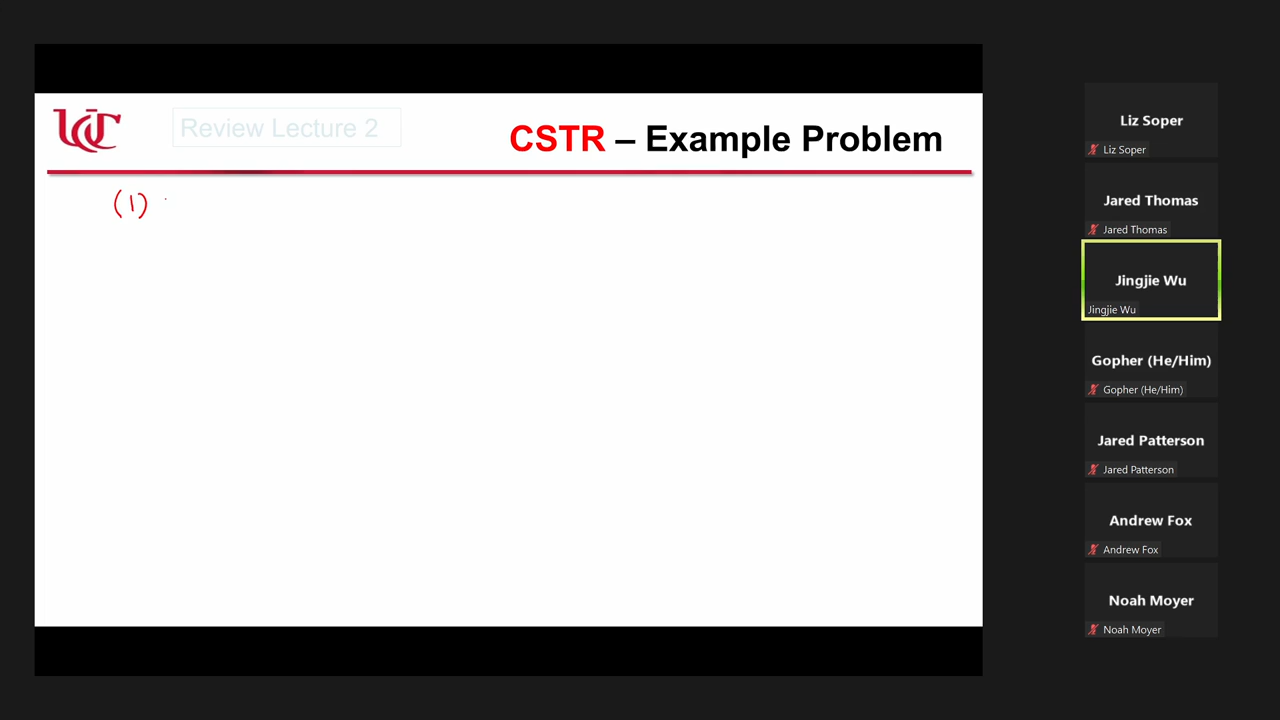 UC
Review Lecture 2
CSTR – Example Problem
(1)
Liz Soper
Liz Soper
Jared Thomas
Jared Thomas
Jingjie Wu
Jingjie Wu
Gopher (He/Him)
Gopher (He/Him)
Jared Patterson
Jared Patterson
Andrew Fox
Andrew Fox
Noah Moyer
Noah Moyer